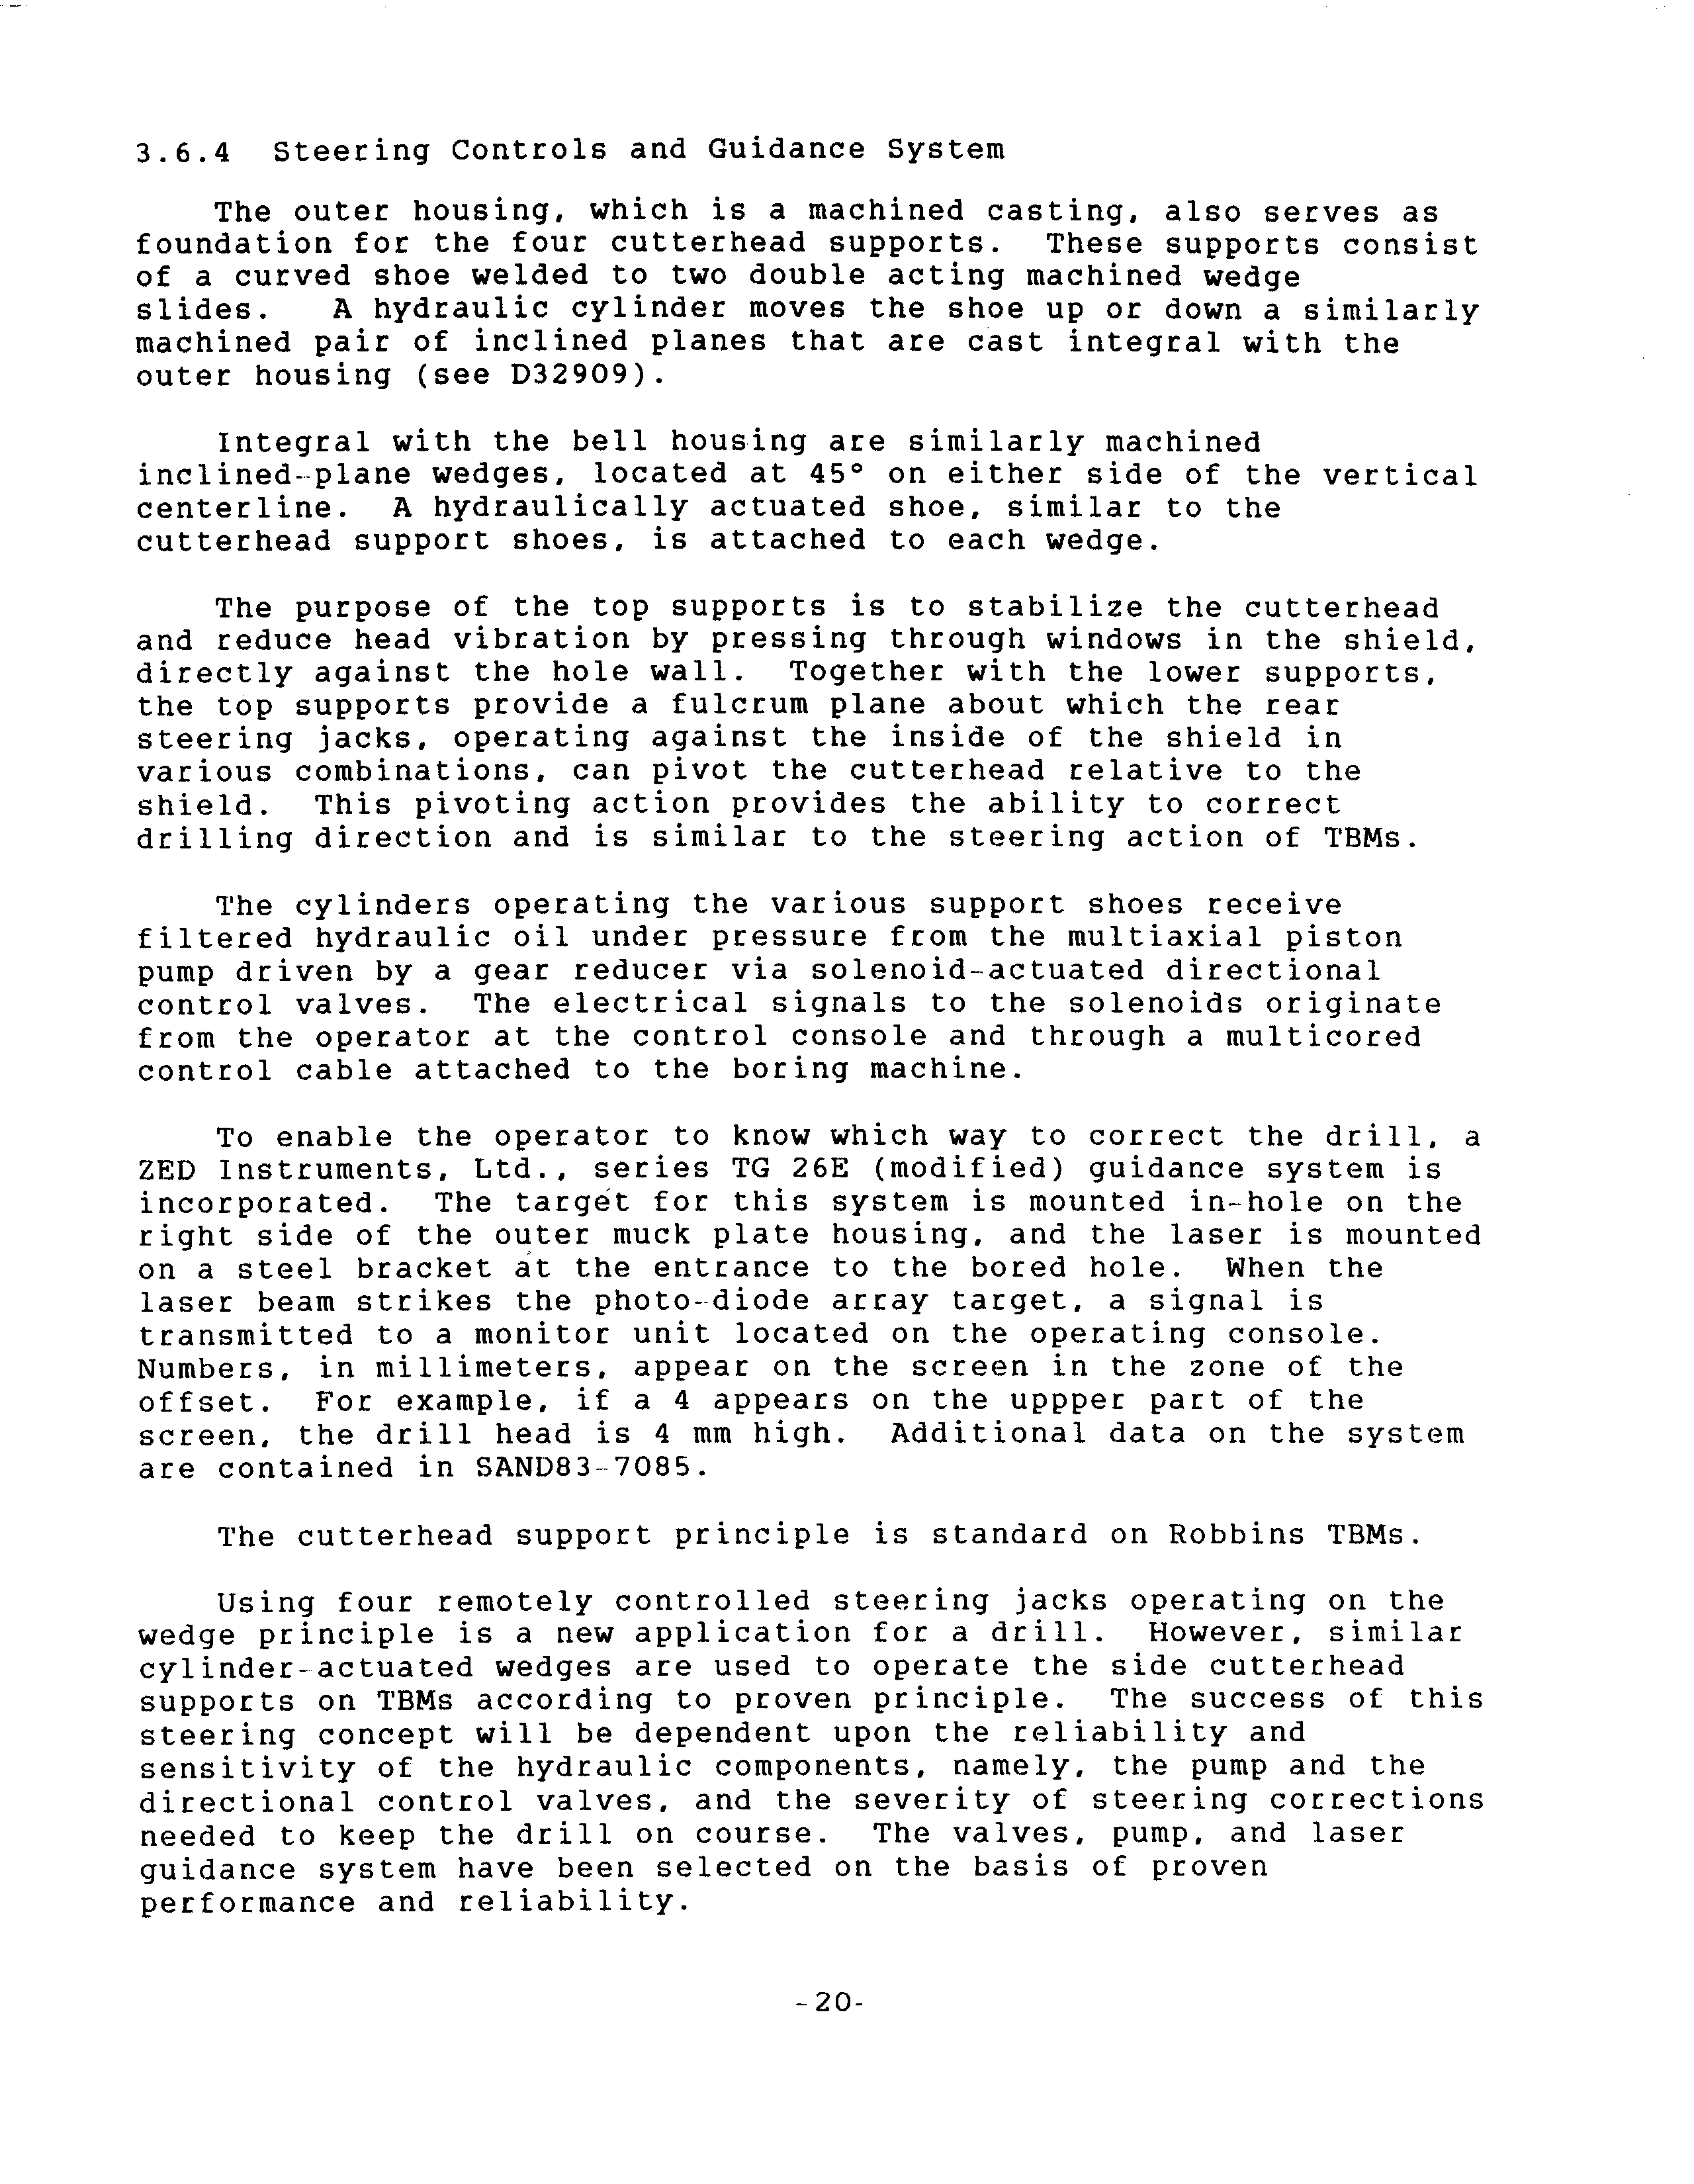 3.6.4 Steering Controls and Guidance System
The outer housing, which is a machined casting, also serves as
foundation for the four cutterhead supports. These supports consist
of a curved shoe welded to two double acting machined wedge
slides. A hydraulic cylinder moves the shoe up or down a similarly
machined pair of inclined planes that are cast integral with the
outer housing (see D32909).
Integral with the bell housing are similarly machined
inclined-plane wedges, located at 45° on either side of the vertical
centerline. A hydraulically actuated shoe, similar to the
cutterhead support shoes, is attached to each wedge.
The purpose of the top supports is to stabilize the cutterhead
and reduce head vibration by pressing through windows in the shield,
directly against the hole wall. Together with the lower supports,
the top supports provide a fulcrum plane about which the rear
steering jacks, operating against the inside of the shield in
various combinations, can pivot the cutterhead relative to the
shield. This pivoting action provides the ability to correct
drilling direction and is similar to the steering action of TBMs.
The cylinders operating the various support shoes receive
filtered hydraulic oil under pressure from the multiaxial piston
pump driven by a gear reducer via solenoid-actuated directional
control valves. The electrical signals to the solenoids originate
from the operator at the control console and through a multicored
control cable attached to the boring machine.
To enable the operator to know which way to correct the drill, a
ZED Instruments, Ltd., series TG 26E (modified) guidance system is
incorporated. The target for this system is mounted in-hole on the
right side of the outer muck plate housing, and the laser is mounted
on a steel bracket at the entrance to the bored hole. When the
laser beam strikes the photo-diode array target, a signal is
transmitted to a monitor unit located on the operating console.
Numbers, in millimeters, appear on the screen in the zone of the
offset. For example, if a 4 appears on the uppper part of the
screen, the drill head is 4 mm high. Additional data on the system
are contained in SAND83-7085.
The cutterhead support principle is standard on Robbins TBMs.
Using four remotely controlled steering jacks operating on the
wedge principle is a new application for a drill. However, similar
cylinder-actuated wedges are used to operate the side cutterhead
supports on TBMs according to proven principle. The success of this
steering concept will be dependent upon the reliability and
sensitivity of the hydraulic components, namely, the pump and the
directional control valves, and the severity of steering corrections
needed to keep the drill on course. The valves, pump, and laser
guidance system have been selected on the basis of proven
performance and reliability.
-20-